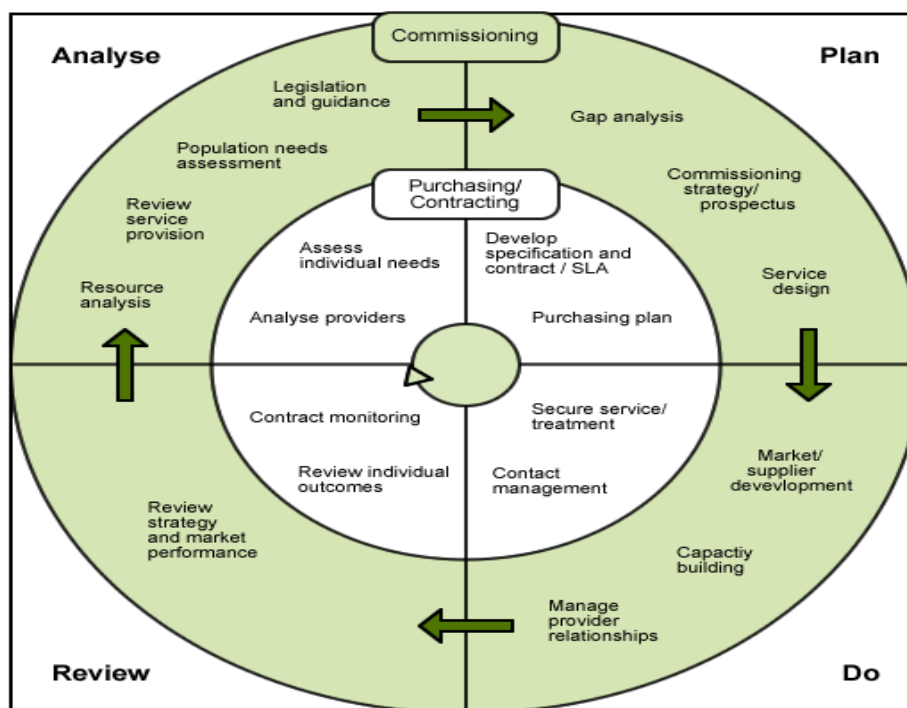 Analyse
Commissioning
Plan
Legislation
and guidance
Gap analysis
Population needs
assessment
Commissioning
strategy/
prospectus
Purchasing/
Contracting
Review
service
provision
Assess
individual needs
Develop
specification and
contract / SLA
Resource
analysis
Service
design
Analyse providers
Purchasing plan
Contract monitoring
Secure service/
treatment
Review individual
outcomes
Contact
management
Market/
supplier
devevlopment
Review
strategy
and market
performance
Capactiy
building
Manage
provider
relationships
Review
Do